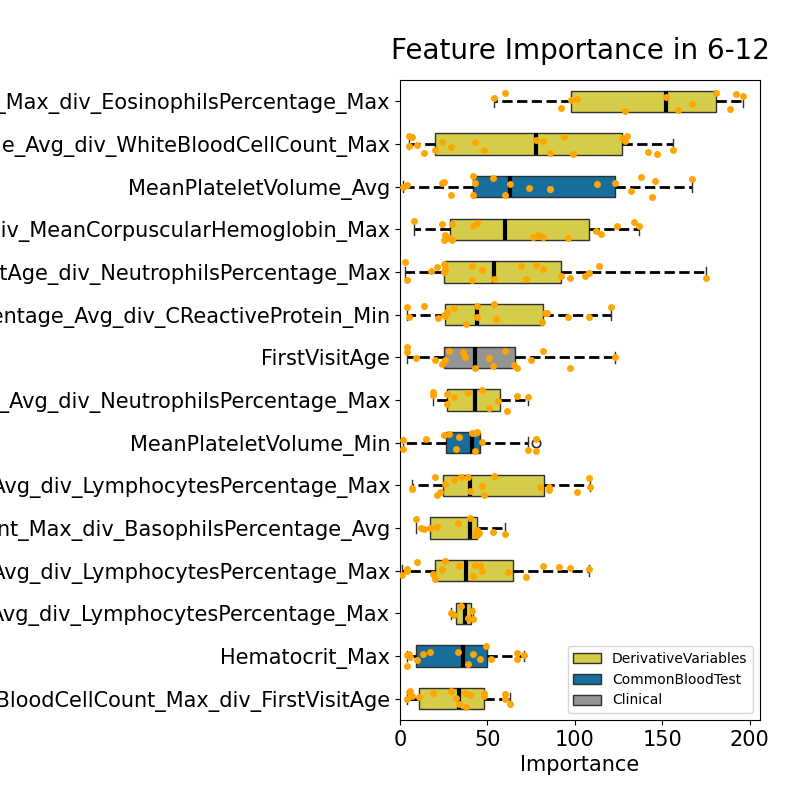 Feature Importance in 6-12
_Max_div_EosinophilsPercentage_Max
e_Avg_div_WhiteBloodCellCount_Max
MeanPlateletVolume_Avg
iv_MeanCorpuscularHemoglobin_Max
tAge_div_NeutrophilsPercentage_Max
entage_Avg_div_CReactiveProtein_Min
FirstVisitAge
_Avg_div_NeutrophilsPercentage_Max
MeanPlateletVolume_Min
Avg_div_LymphocytesPercentage_Max
nt_Max_div_BasophilsPercentage_Avg
Avg_div_LymphocytesPercentage_Max
Avg_div_LymphocytesPercentage_Max
Hematocrit_Max
BloodCellCount_Max_div_FirstVisitAge
DerivativeVariables
CommonBloodTest
Clinical
0 50 100 150 200
Importance